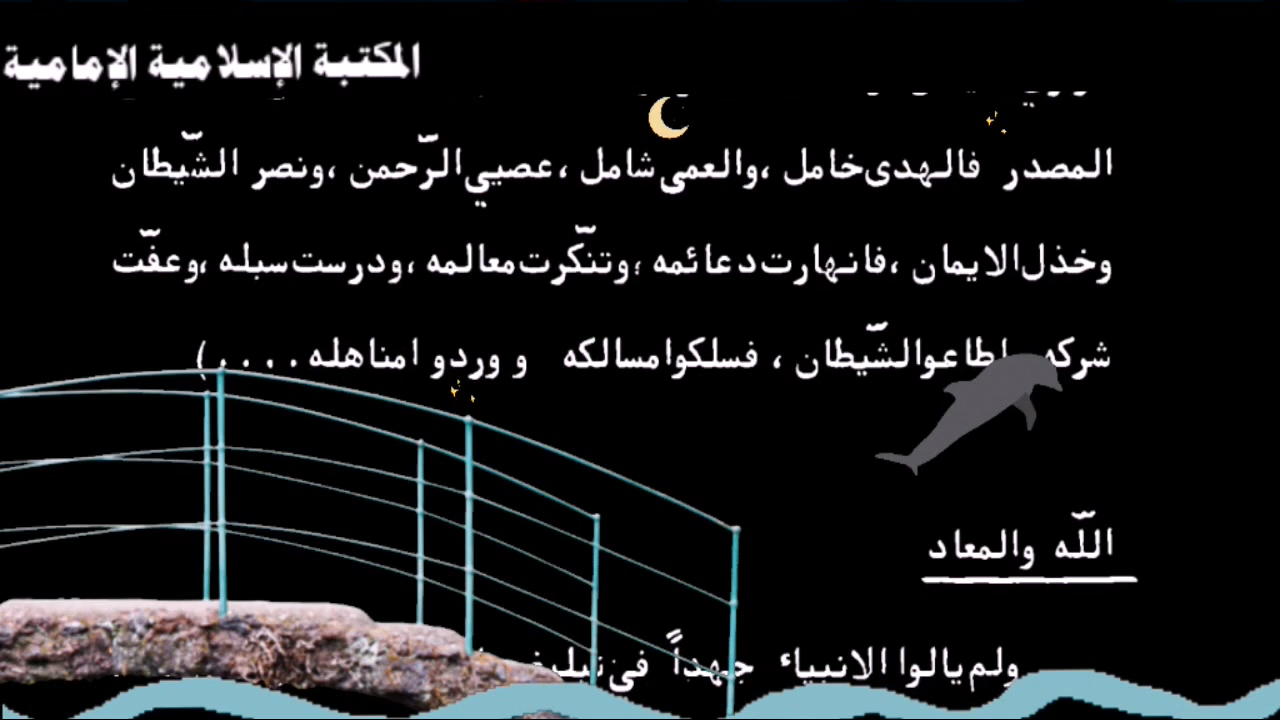 المكتبة الإسلامية الإمامية
المصدر فالهدى خامل ،والعمى شامل ،عصيي الرّحمن ،ونصر الشّيطان
وخذل الايمان ،فانهارت دعائمه ،وتنكّرت معالمه ،ودرست سبله ،وعفّت
شركه اطاعوا الشّيطان ، فسلكوا مسالكه و وردو امناهله . . . . )
اللّه والمعاد
ولم يالوا الانبياء جهداً فى تبليغ